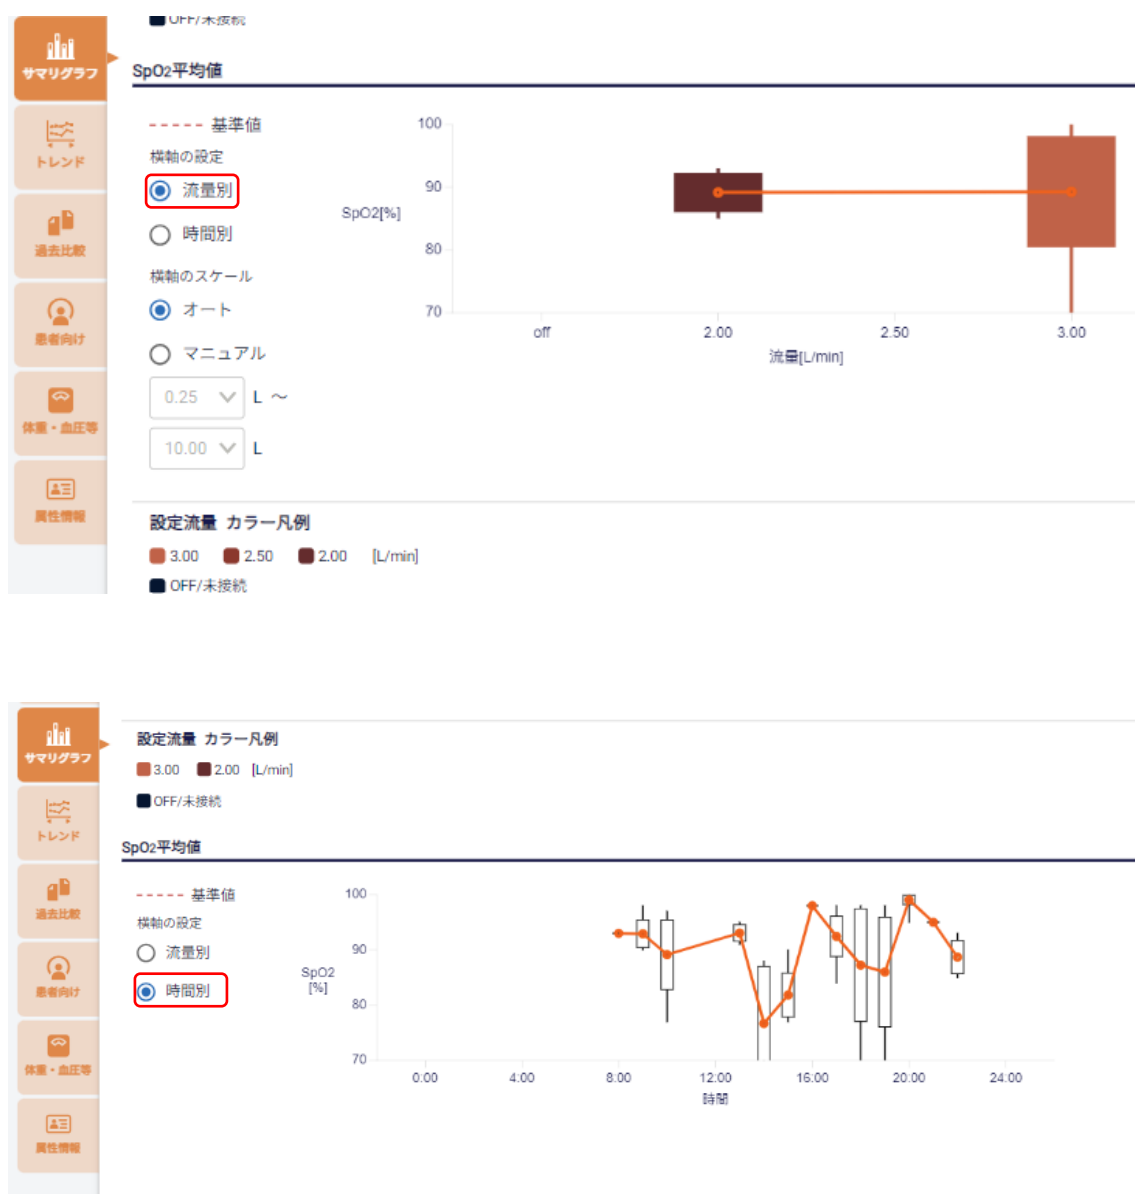 OFF/未接続
サマリグラフ
SpO2平均値
基準値
横軸の設定
流量別
時間別
横軸のスケール
オート
マニュアル
0.25 L ～
10.00 L
トレンド
過去比較
患者向け
体重・血圧等
属性情報
100
90
SpO2[%]
80
70
off 2.00 2.50 3.00
流量[L/min]
設定流量 カラー凡例
3.00 2.50 2.00 [L/min]
OFF/未接続
サマリグラフ
トレンド
過去比較
患者向け
体重・血圧等
属性情報
設定流量 カラー凡例
3.00 2.00 [L/min]
OFF/未接続
SpO2平均値
基準値
横軸の設定
流量別
時間別
100
90
SpO2
[%]
80
70
0:00 4:00 8:00 12:00 16:00 20:00 24:00
時間